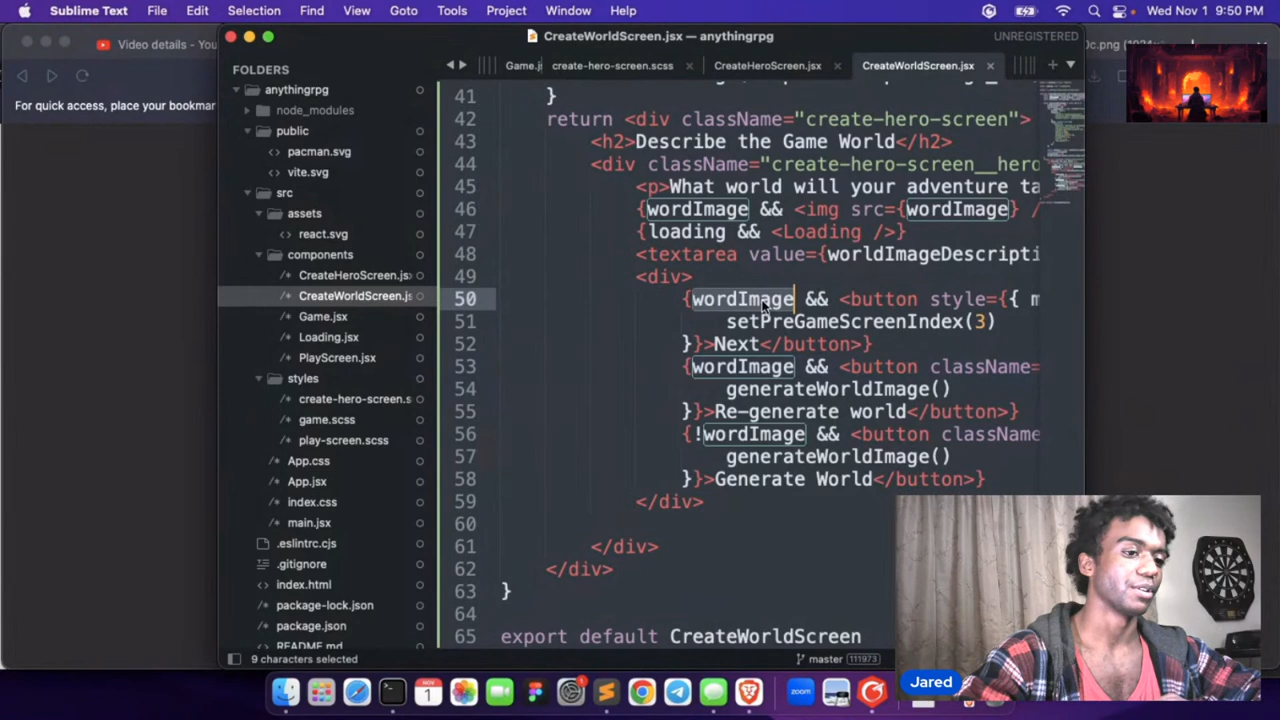 Sublime Text File Edit Selection Find View Goto Tools Project Window Help Wed Nov 1 9:50 PM
Video details - You
CreateWorldScreen.jsx — anythingrpg
UNREGISTERED
For quick access, place your bookmar
FOLDERS
anythingrpg
node_modules
public
pacman.svg
vite.svg
src
assets
react.svg
components
CreateHeroScreen.js
CreateWorldScreen.j
Game.jsx
Loading.jsx
PlayScreen.jsx
styles
create-hero-screen.s
game.scss
play-screen.scss
App.css
App.jsx
index.css
main.jsx
.eslintrc.cjs
.gitignore
index.html
package-lock.json
package.json
README.md
Game.j create-hero-screen.scss CreateHeroScreen.jsx CreateWorldScreen.jsx
41 }
42 return <div className="create-hero-screen">
43 <h2>Describe the Game World</h2>
44 <div className="create-hero-screen__hero
45 <p>What world will your adventure ta
46 {wordImage && <img src={wordImage} /
47 {loading && <Loading />}
48 <textarea value={worldImageDescripti
49 <div>
50 {wordImage && <button style={{ m
51 setPreGameScreenIndex(3)
52 }}>Next</button>}
53 {wordImage && <button className=
54 generateWorldImage()
55 }}>Re-generate world</button>}
56 {!wordImage && <button className
57 generateWorldImage()
58 }}>Generate World</button>}
59 </div>
60
61 </div>
62 </div>
63 }
64
65 export default CreateWorldScreen
9 characters selected
master 111973
Jared
zoom
1